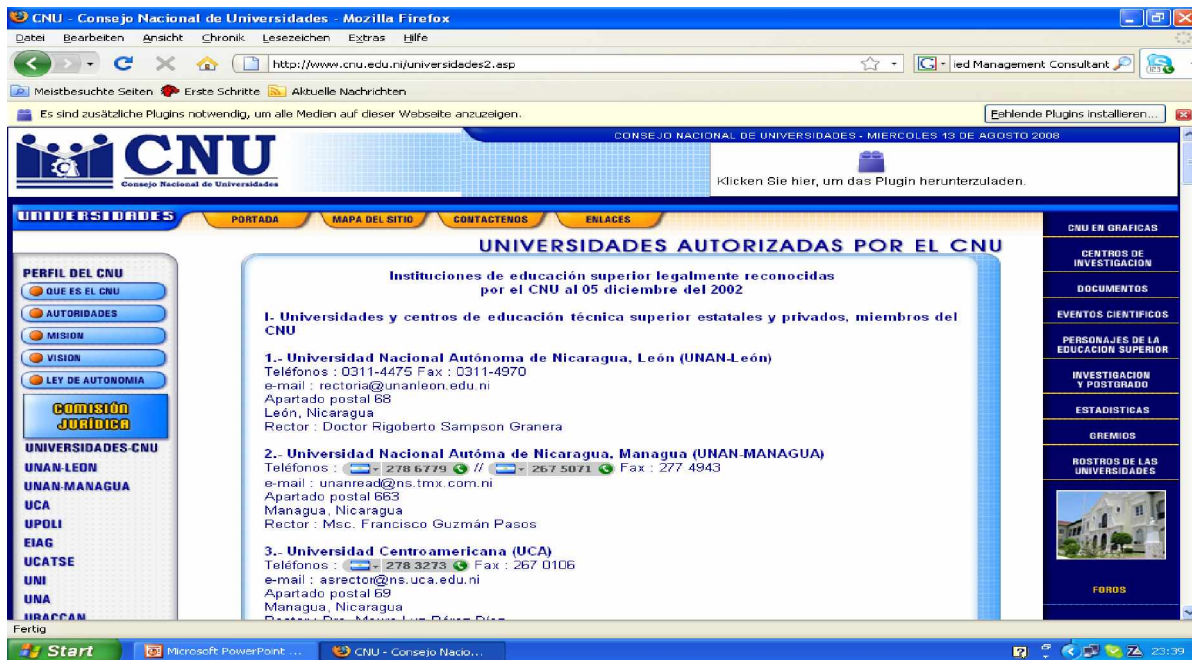 CNU - Consejo Nacional de Universidades - Mozilla Firefox
Datei Bearbeiten Ansicht Chronik Lesezeichen Extras Hilfe
http://www.cnu.edu.ni/universidades2.asp
ied Management Consultant
Meistbesuchte Seiten Erste Schritte Aktuelle Nachrichten
Es sind zusätzliche Plugins notwendig, um alle Medien auf dieser Webseite anzuzeigen.
Fehlende Plugins installieren...
CONSEJO NACIONAL DE UNIVERSIDADES - MIERCOLES 13 DE AGOSTO 2008
CNU
Consejo Nacional de Universidades
Klicken Sie hier, um das Plugin herunterzuladen.
UNIVERSIDADES
PORTADA MAPA DEL SITIO CONTACTENOS ENLACES
UNIVERSIDADES AUTORIZADAS POR EL CNU
PERFIL DEL CNU
QUE ES EL CNU
AUTORIDADES
MISION
VISION
LEY DE AUTONOMIA
COMISIÓN
JURÍDICA
UNIVERSIDADES-CNU
UNAN-LEON
UNAN-MANAGUA
UCA
UPOLI
EIAG
UCATSE
UNI
UNA
URACCAN
Instituciones de educación superior legalmente reconocidas
por el CNU al 05 diciembre del 2002
I- Universidades y centros de educación técnica superior estatales y privados, miembros del
CNU
1.- Universidad Nacional Autónoma de Nicaragua, León (UNAN-León)
Teléfonos : 0311-4475 Fax : 0311-4970
e-mail : rectoria@unanleon.edu.ni
Apartado postal 68
León, Nicaragua
Rector : Doctor Rigoberto Sampson Granera
2.- Universidad Nacional Autóma de Nicaragua, Managua (UNAN-MANAGUA)
Teléfonos : 278 6779 // 267 5071 Fax : 277 4943
e-mail : unanread@ns.tmx.com.ni
Apartado postal 663
Managua, Nicaragua
Rector : Msc. Francisco Guzmán Pasos
3.- Universidad Centroamericana (UCA)
Teléfonos : 278 3273 Fax : 267 0106
e-mail : asrector@ns.uca.edu.ni
Apartado postal 69
Managua, Nicaragua
CNU EN GRAFICAS
CENTROS DE
INVESTIGACION
DOCUMENTOS
EVENTOS CIENTIFICOS
PERSONAJES DE LA
EDUCACION SUPERIOR
INVESTIGACION
Y POSTGRADO
ESTADISTICAS
GREMIOS
ROSTROS DE LAS
UNIVERSIDADES
FOROS
Fertig
Start Microsoft PowerPoint ... CNU - Consejo Nacio... 23:39